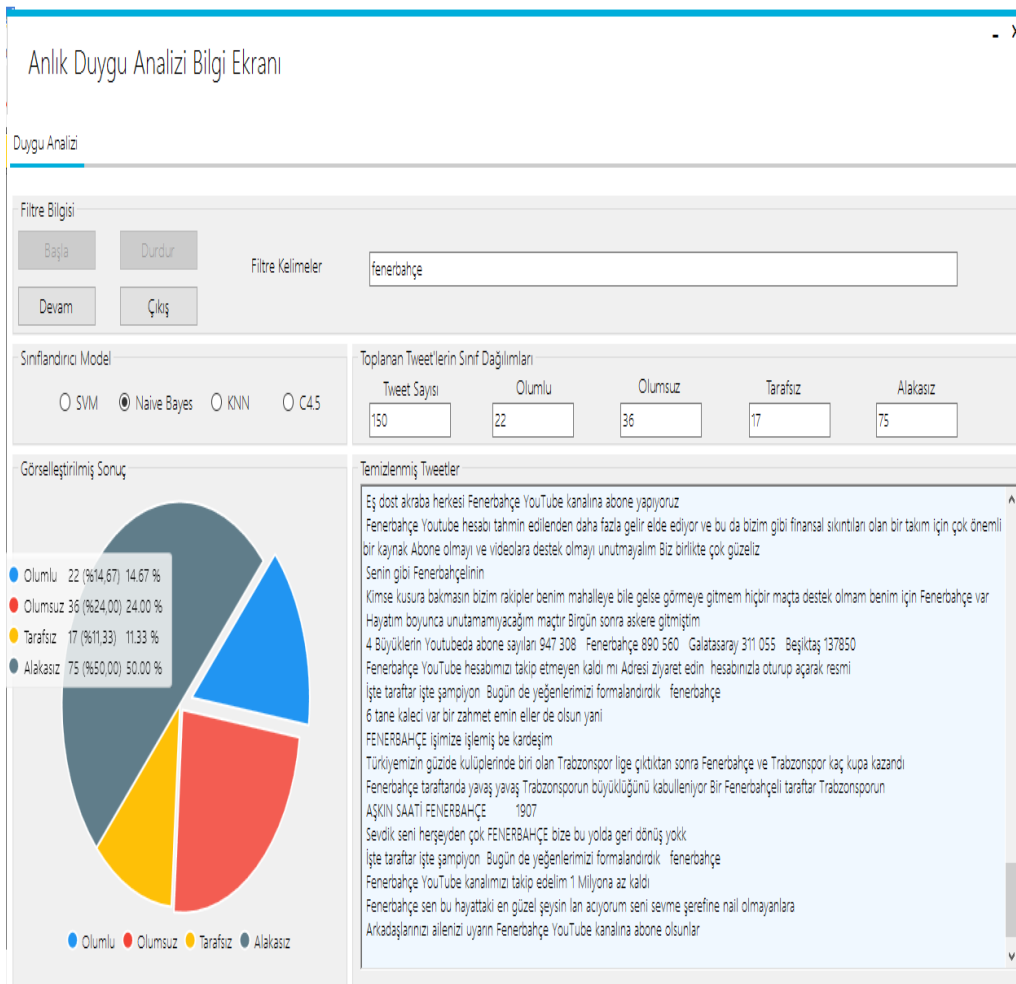 Anlık Duygu Analizi Bilgi Ekranı
Duygu Analizi
Filtre Bilgisi
Başla
Durdur
Devam
Çıkış
Filtre Kelimeler
fenerbahçe
Sınıflandırıcı Model
SVM
Naive Bayes
KNN
C4.5
Toplanan Tweet'lerin Sınıf Dağılımları
Tweet Sayısı
Olumlu
Olumsuz
Tarafsız
Alakasız
150
22
36
17
75
Görselleştirilmiş Sonuç
Olumlu 22 (%14,67) 14.67 %
Olumsuz 36 (%24,00) 24.00 %
Tarafsız 17 (%11,33) 11.33 %
Alakasız 75 (%50,00) 50.00 %
Olumlu Olumsuz Tarafsız Alakasız
Temizlenmiş Tweetler
Eş dost akraba herkesi Fenerbahçe YouTube kanalına abone yapıyoruz
Fenerbahçe Youtube hesabı tahmin edilenden daha fazla gelir elde ediyor ve bu da bizim gibi finansal sıkıntıları olan bir takım için çok önemli
bir kaynak Abone olmayı ve videolara destek olmayı unutmayalım Biz birlikte çok güzeliz
Senin gibi Fenerbahçelinin
Kimse kusura bakmasın bizim rakipler benim mahalleye bile gelse görmeye gitmem hiçbir maçta destek olmam benim için Fenerbahçe var
Hayatım boyunca unutamamıyacağım maçtır Birgün sonra askere gitmiştim
4 Büyüklerin Youtubeda abone sayıları 947 308 Fenerbahçe 890 560 Galatasaray 311 055 Beşiktaş 137850
Fenerbahçe YouTube hesabımızı takip etmeyen kaldı mı Adresi ziyaret edin hesabınızla oturup açarak resmi
İşte taraftar işte şampiyon Bugün de yeğenlerimizi formalandırdık fenerbahçe
6 tane kaleci var bir zahmet emin eller de olsun yani
FENERBAHÇE işimize işlemiş be kardeşim
Türkiyemizin güzide kulüplerinde biri olan Trabzonspor lige çıktıktan sonra Fenerbahçe ve Trabzonspor kaç kupa kazandı
Fenerbahçe taraftarıda yavaş yavaş Trabzonsporun büyüklüğünü kabulleniyor Bir Fenerbahçeli taraftar Trabzonsporun
AŞKIN SAATİ FENERBAHÇE 1907
Sevdik seni herşeyden çok FENERBAHÇE bize bu yolda geri dönüş yokk
İşte taraftar işte şampiyon Bugün de yeğenlerimizi formalandırdık fenerbahçe
Fenerbahçe YouTube kanalımızı takip edelim 1 Milyona az kaldı
Fenerbahçe sen bu hayattaki en güzel şeysin lan acıyorum seni sevme şerefine nail olmayanlara
Arkadaşlarınızı ailenizi uyarın Fenerbahçe YouTube kanalına abone olsunlar